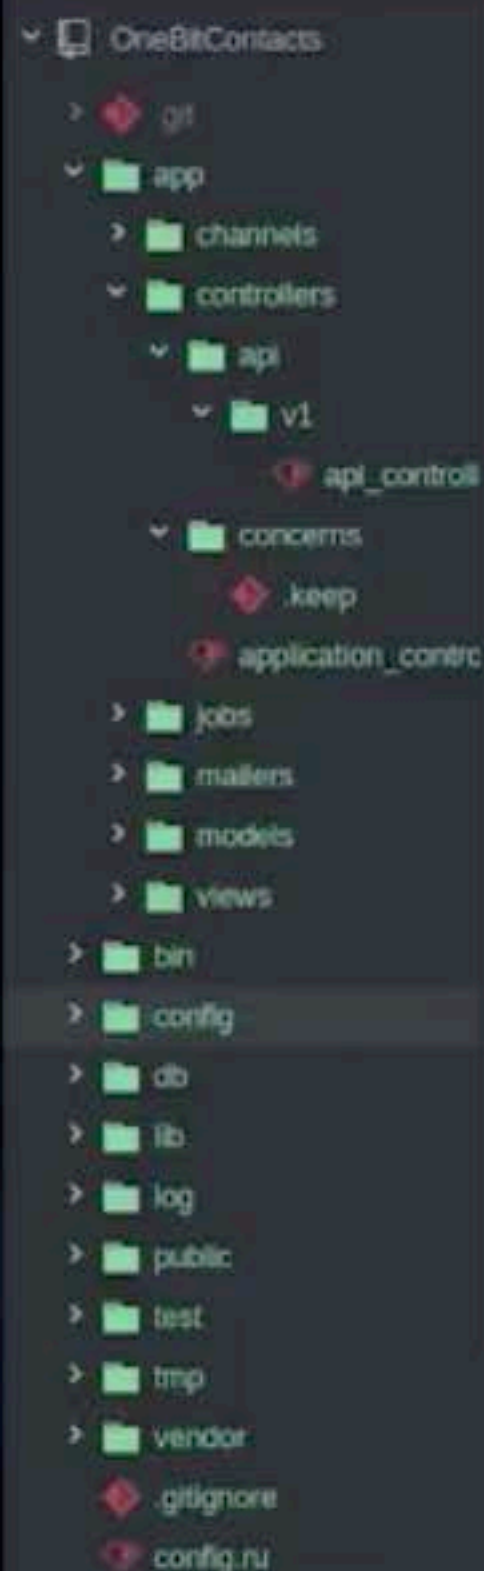 OneBitContacts
.git
app
channels
controllers
api
v1
api_controll
concerns
.keep
application_contrc
jobs
mailers
models
views
bin
config
db
lib
log
public
test
tmp
vendor
.gitignore
config.ru